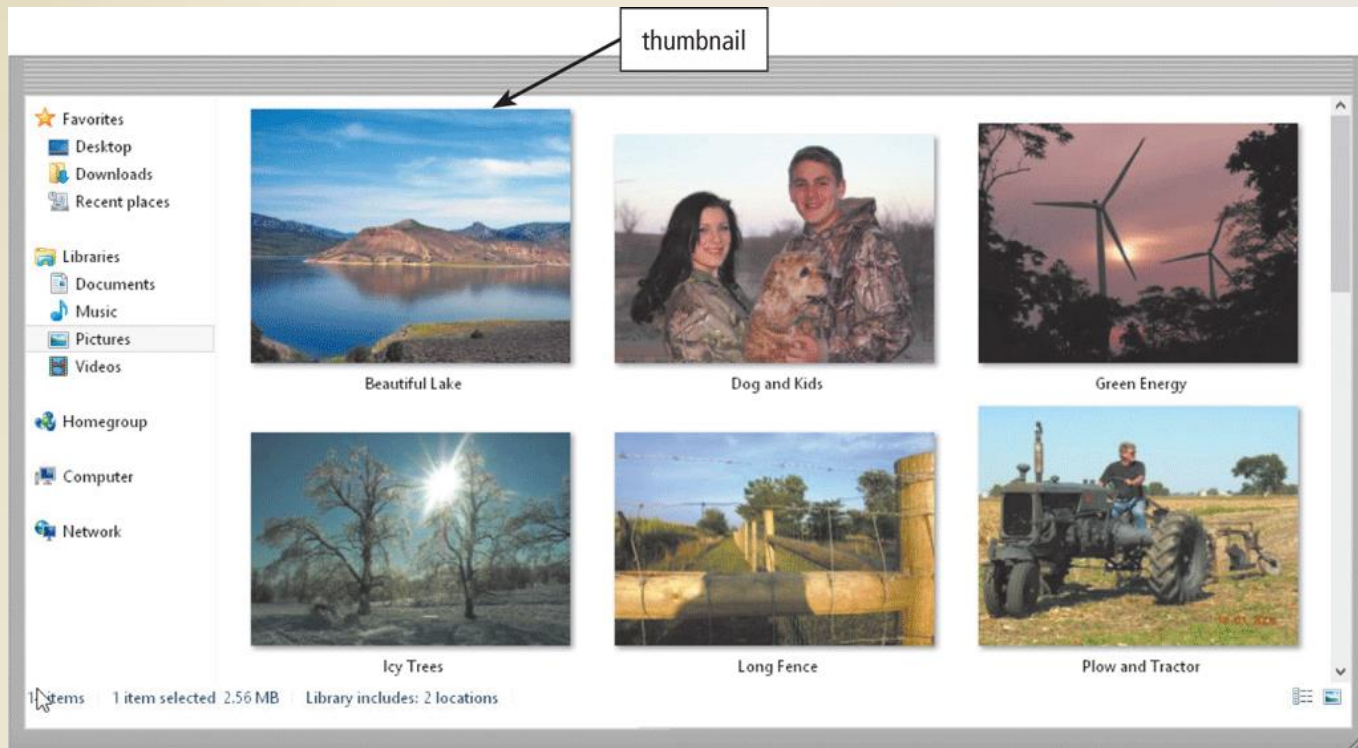 thumbnail
Favorites
Desktop
Downloads
Recent places
Libraries
Documents
Music
Pictures
Videos
Homegroup
Computer
Network
Beautiful Lake
Dog and Kids
Green Energy
Icy Trees
Long Fence
Plow and Tractor
items 1 item selected 2.56 MB Library includes: 2 locations